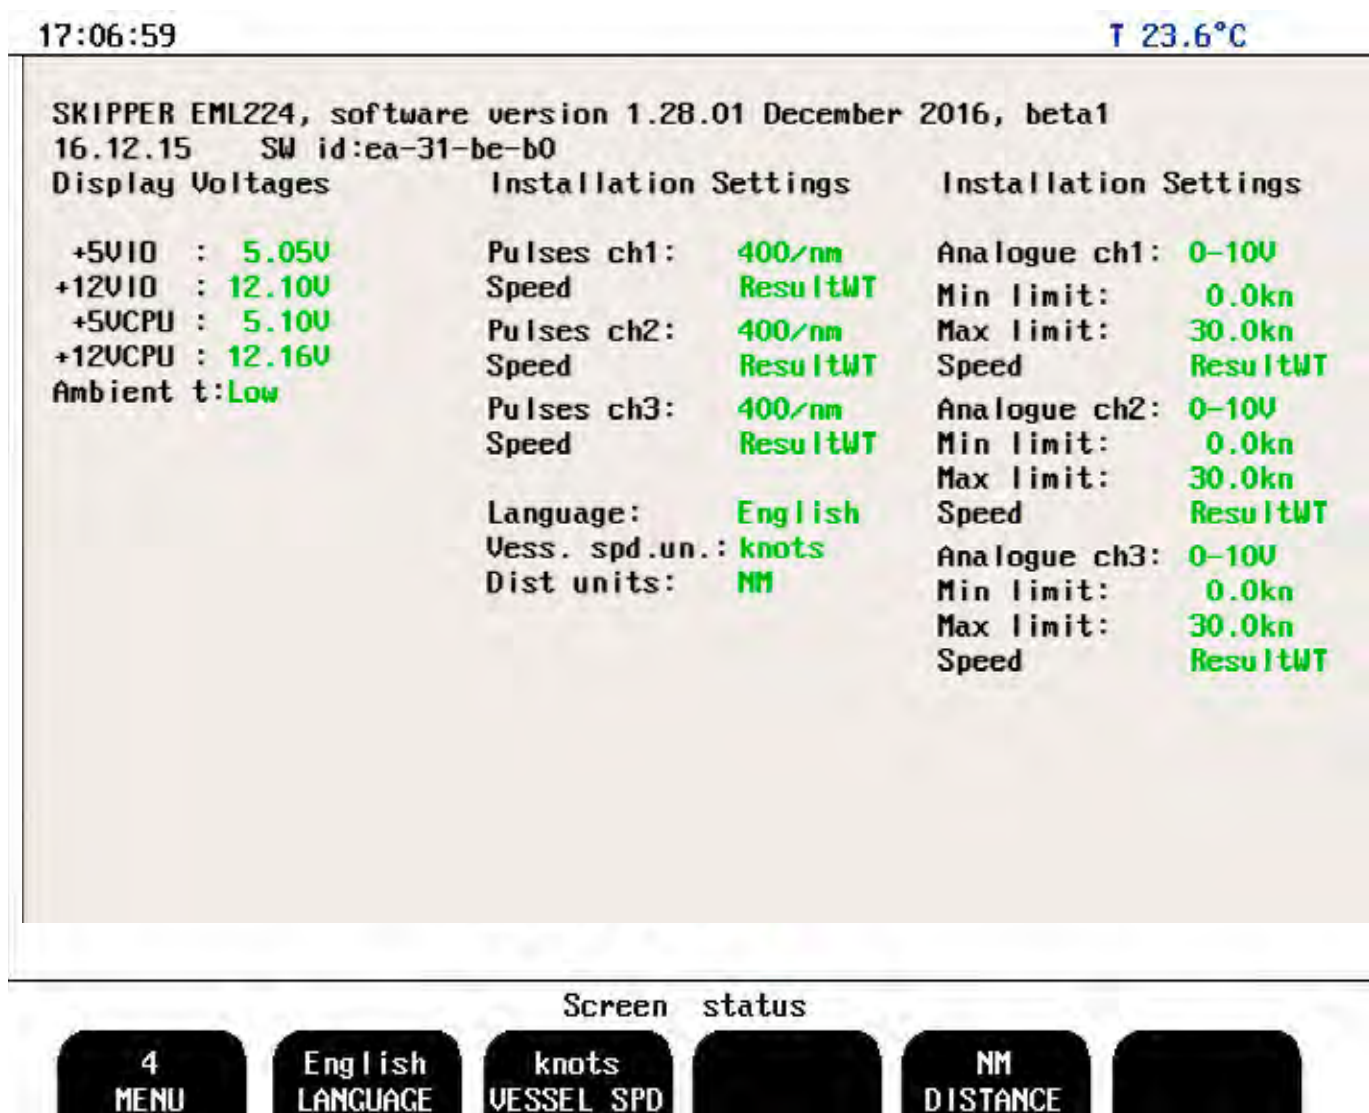 17:06:59 T 23.6°C
SKIPPER EML224, software version 1.28.01 December 2016, beta1
16.12.15 SW id:ea-31-be-b0
Display Voltages Installation Settings Installation Settings
+5VIO : 5.05V Pulses ch1: 400/nm Analogue ch1: 0-10V
+12VIO : 12.10V Speed ResultWT Min limit: 0.0kn
+5VCPU : 5.10V Pulses ch2: 400/nm Max limit: 30.0kn
+12VCPU : 12.16V Speed ResultWT Speed ResultWT
Ambient t:Low Pulses ch3: 400/nm Analogue ch2: 0-10V
Speed ResultWT Min limit: 0.0kn
Max limit: 30.0kn
Language: English Speed ResultWT
Vess. spd.un.: knots Analogue ch3: 0-10V
Dist units: NM Min limit: 0.0kn
Max limit: 30.0kn
Speed ResultWT
Screen status
4 English knots NM
MENU LANGUAGE VESSEL SPD DISTANCE